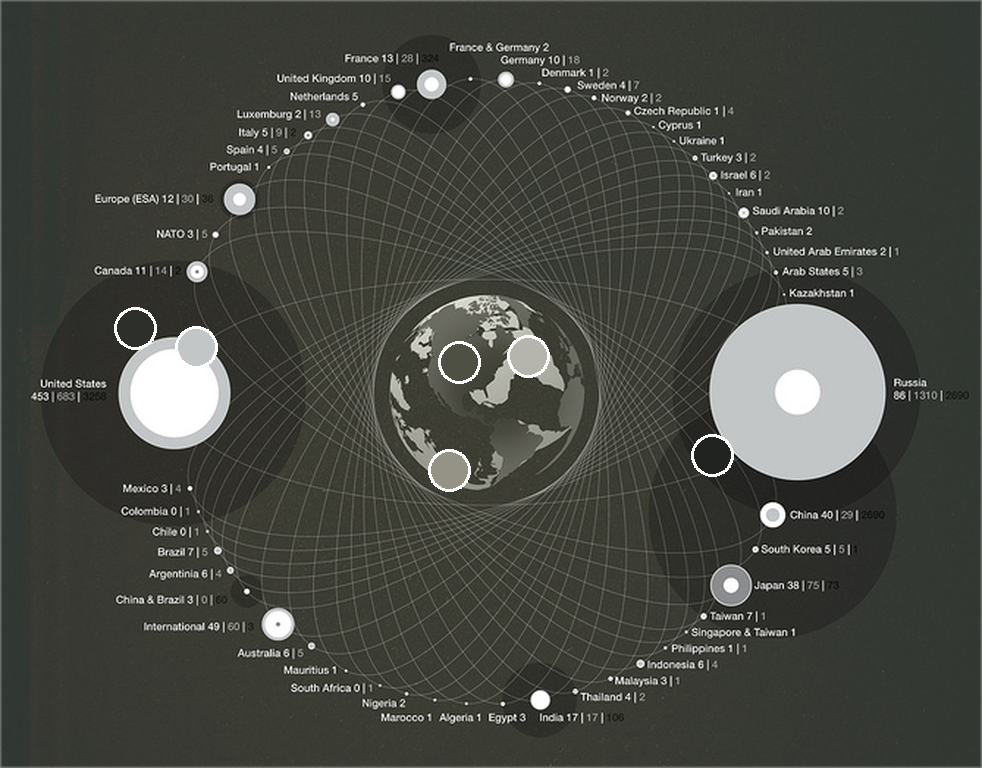 France & Germany 2
France 13 | 28 | 324
Germany 10 | 18
United Kingdom 10 | 15
Denmark 1 | 2
Netherlands 5
Sweden 4 | 7
Norway 2 | 2
Luxemburg 2 | 13
Czech Republic 1 | 4
Italy 5 | 9 | 2
Cyprus 1
Spain 4 | 5
Ukraine 1
Portugal 1
Turkey 3 | 2
Israel 6 | 2
Europe (ESA) 12 | 30 | 36
Iran 1
Saudi Arabia 10 | 2
NATO 3 | 5
Pakistan 2
United Arab Emirates 2 | 1
Canada 11 | 14 | 2
Arab States 5 | 3
Kazakhstan 1
United States
453 | 683 | 3258
Russia
86 | 1310 | 2690
Mexico 3 | 4
Colombia 0 | 1
China 40 | 29 | 2690
Chile 0 | 1
Brazil 7 | 5
South Korea 5 | 5 | 1
Argentinia 6 | 4
Japan 38 | 75 | 73
China & Brazil 3 | 0 | 60
International 49 | 60 |
Taiwan 7 | 1
Singapore & Taiwan 1
Australia 6 | 5
Philippines 1 | 1
Mauritius 1
Indonesia 6 | 4
South Africa 0 | 1
Malaysia 3 | 1
Nigeria 2
Thailand 4 | 2
Marocco 1
Algeria 1
Egypt 3
India 17 | 17 | 106